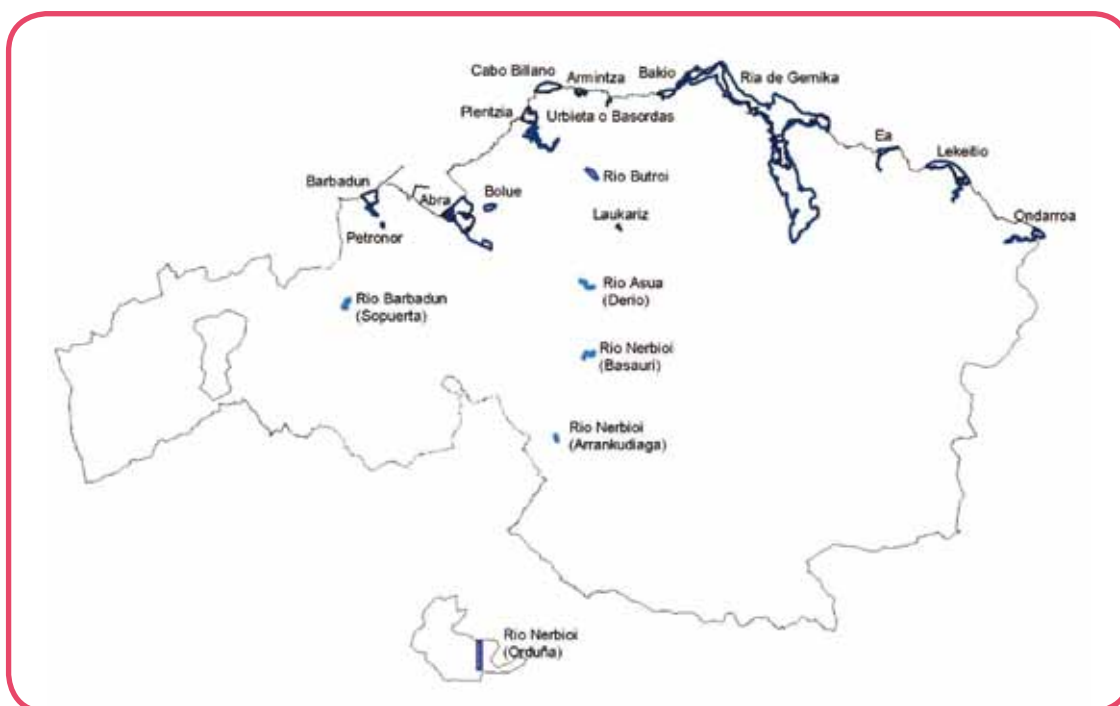 Cabo Billano
Armintza
Bakio
Ria de Gernika
Plentzia
Urbieta o Basordas
Ea
Lekeitio
Barbadun
Abra
Bolue
Rio Butroi
Petronor
Laukariz
Ondarroa
Rio Barbadun
(Sopuerta)
Rio Asua
(Derio)
Rio Nerbioi
(Basauri)
Rio Nerbioi
(Arrankudiaga)
Rio Nerbioi
(Orduña)